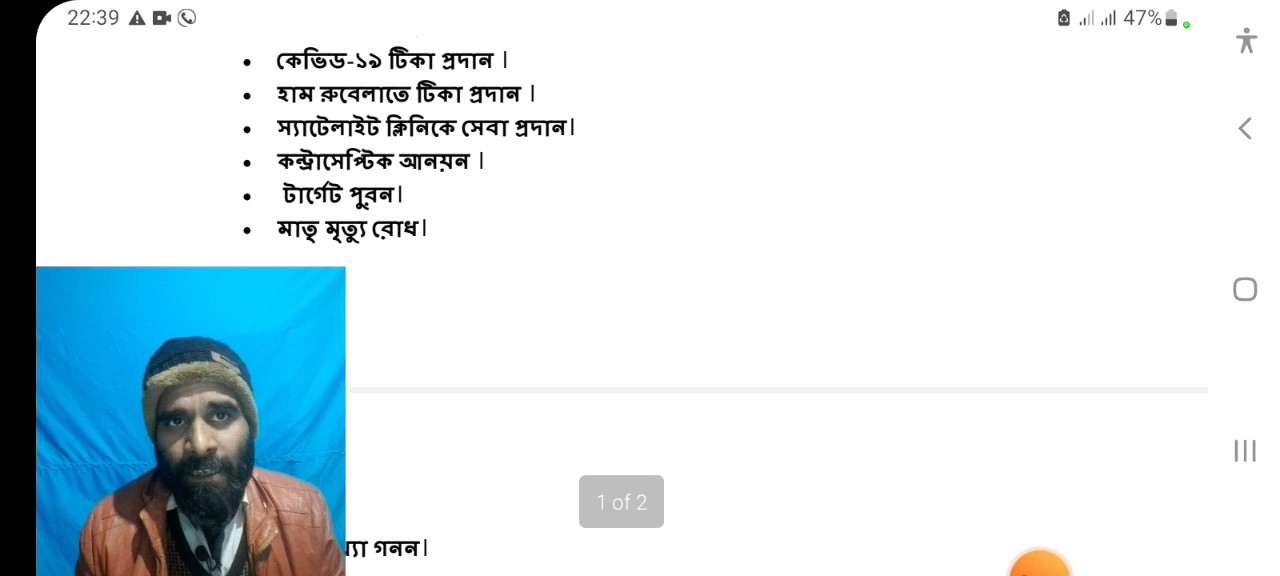 22:39
47%
• কেভিড-১৯ টিকা প্রদান ।
• হাম রুবেলাতে টিকা প্রদান ।
• স্যাটেলাইট ক্লিনিকে সেবা প্রদান।
• কন্ট্রাসেপ্টিক আনয়ন ।
• টার্গেট পুরন।
• মাতৃ মৃত্যু রোধ।
1 of 2
গনন।